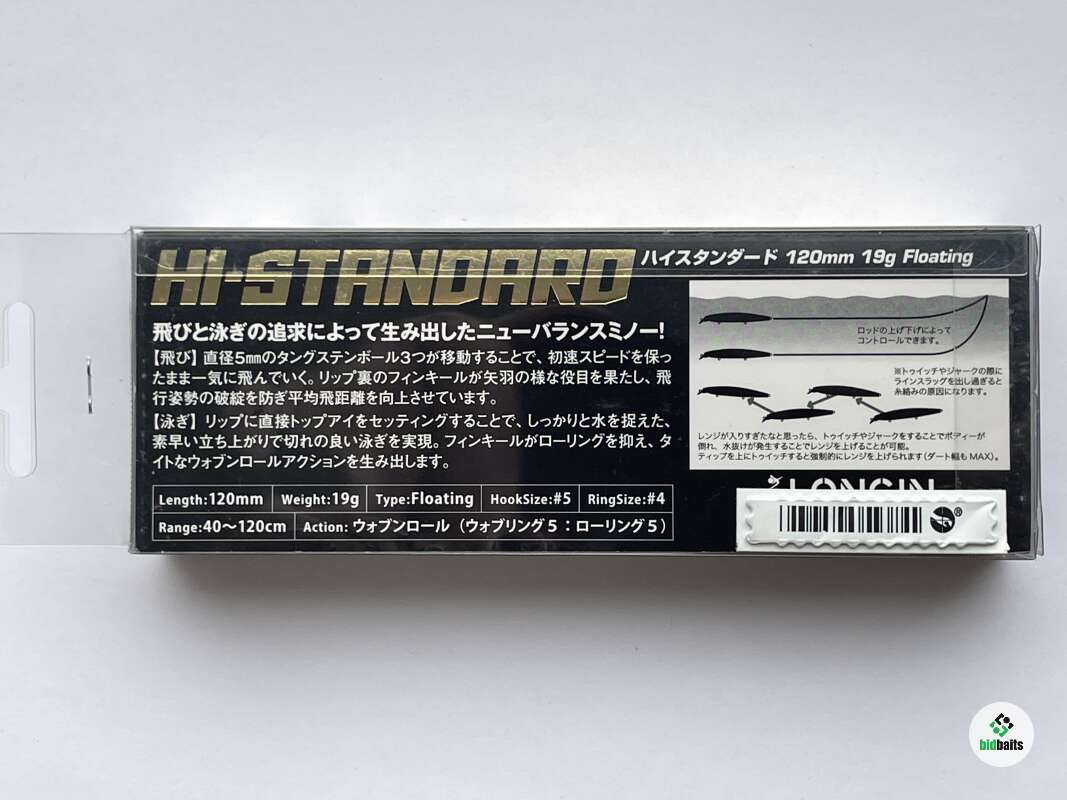 HI-STANDARD ハイスタンダード 120mm 19g Floating
飛びと泳ぎの追求によって生み出したニューバランスミノー!
【飛び】直径5㎜のタングステンボール3つが移動することで、初速スピードを保っ
たまま一気に飛んでいく。リップ裏のフィンキールが矢羽の様な役目を果たし、飛
行姿勢の破綻を防ぎ平均飛距離を向上させています。
【泳ぎ】リップに直接トップアイをセッティングすることで、しっかりと水を捉えた、
素早い立ち上がりで切れの良い泳ぎを実現。フィンキールがローリングを抑え、タ
イトなウォブンロールアクションを生み出します。
Length:120mm Weight:19g Type:Floating HookSize:#5 RingSize:#4
Range:40〜120cm Action: ウォブンロール（ウォブリング5：ローリング5）
ロッドの上げ下げによって
コントロールできます。
※トゥイッチやジャークの際に
ラインスラッグを出し過ぎると
糸絡みの原因になります。
レンジが入りすぎたなと思ったら、トゥイッチやジャークをすることでボディーが
倒れ、水抜けが発生することでレンジを上げることが可能。
ティップを上にトゥイッチすると強制的にレンジを上げられます（ダート幅もMAX）。
LONGIN
®
bidbaits